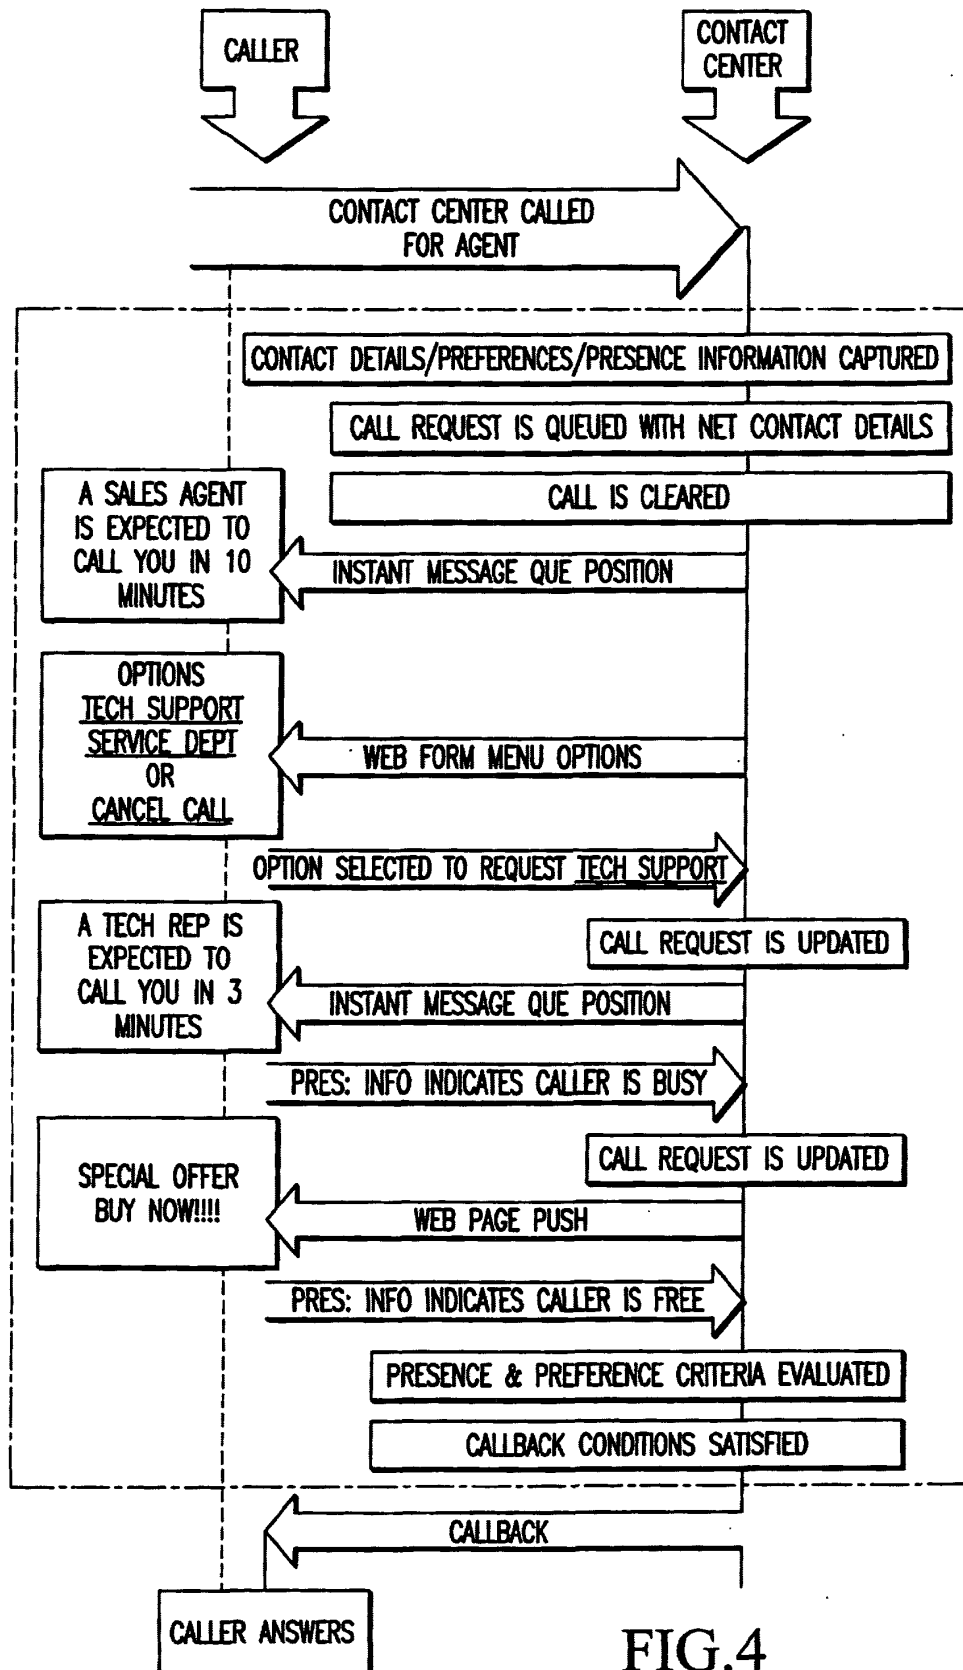 CALLER
CONTACT
CENTER
CONTACT CENTER CALLED
FOR AGENT
CONTACT DETAILS/PREFERENCES/PRESENCE INFORMATION CAPTURED
CALL REQUEST IS QUEUED WITH NET CONTACT DETAILS
CALL IS CLEARED
A SALES AGENT
IS EXPECTED TO
CALL YOU IN 10
MINUTES
INSTANT MESSAGE QUE POSITION
OPTIONS
TECH SUPPORT
SERVICE DEPT
OR
CANCEL CALL
WEB FORM MENU OPTIONS
OPTION SELECTED TO REQUEST TECH SUPPORT
A TECH REP IS
EXPECTED TO
CALL YOU IN 3
MINUTES
CALL REQUEST IS UPDATED
INSTANT MESSAGE QUE POSITION
PRES: INFO INDICATES CALLER IS BUSY
CALL REQUEST IS UPDATED
SPECIAL OFFER
BUY NOW!!!!
WEB PAGE PUSH
PRES: INFO INDICATES CALLER IS FREE
PRESENCE & PREFERENCE CRITERIA EVALUATED
CALLBACK CONDITIONS SATISFIED
CALLBACK
CALLER ANSWERS
FIG.4